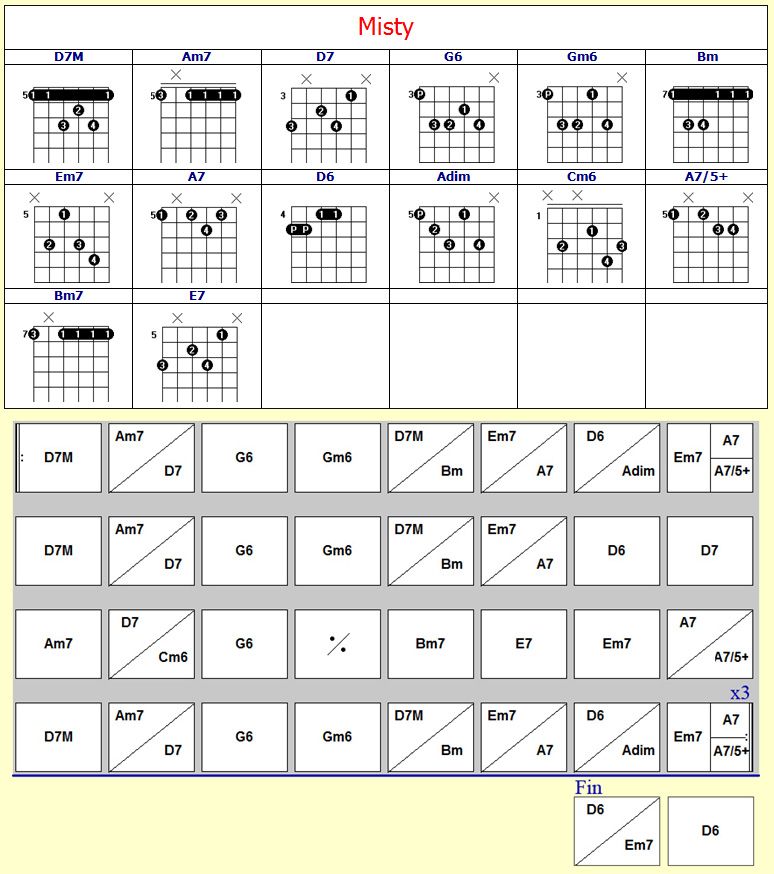 Misty
D7M Am7 D7 G6 Gm6 Bm
5 1 1 1 2 3 4
5 3 1 1 1 1 2
3 1 2 3 4
3 P 1 3 2 4
3 P 1 3 2 4
7 1 1 1 1 3 4
Em7 A7 D6 Adim Cm6 A7/5+
5 1 2 3 4
5 1 2 3 4
4 1 1 P P
5 P 1 2 3 4
1 1 2 3 4
5 1 2 3 4
Bm7 E7
7 3 1 1 1 1
5 1 2 3 4
: D7M Am7 D7 G6 Gm6 D7M Bm Em7 A7 D6 Adim Em7 A7 A7/5+
D7M Am7 D7 G6 Gm6 D7M Bm Em7 A7 D6 D7
Am7 D7 Cm6 G6 Bm7 E7 Em7 A7 A7/5+
x3
D7M Am7 D7 G6 Gm6 D7M Bm Em7 A7 D6 Adim Em7 A7 A7/5+ :
Fin
D6 Em7 D6